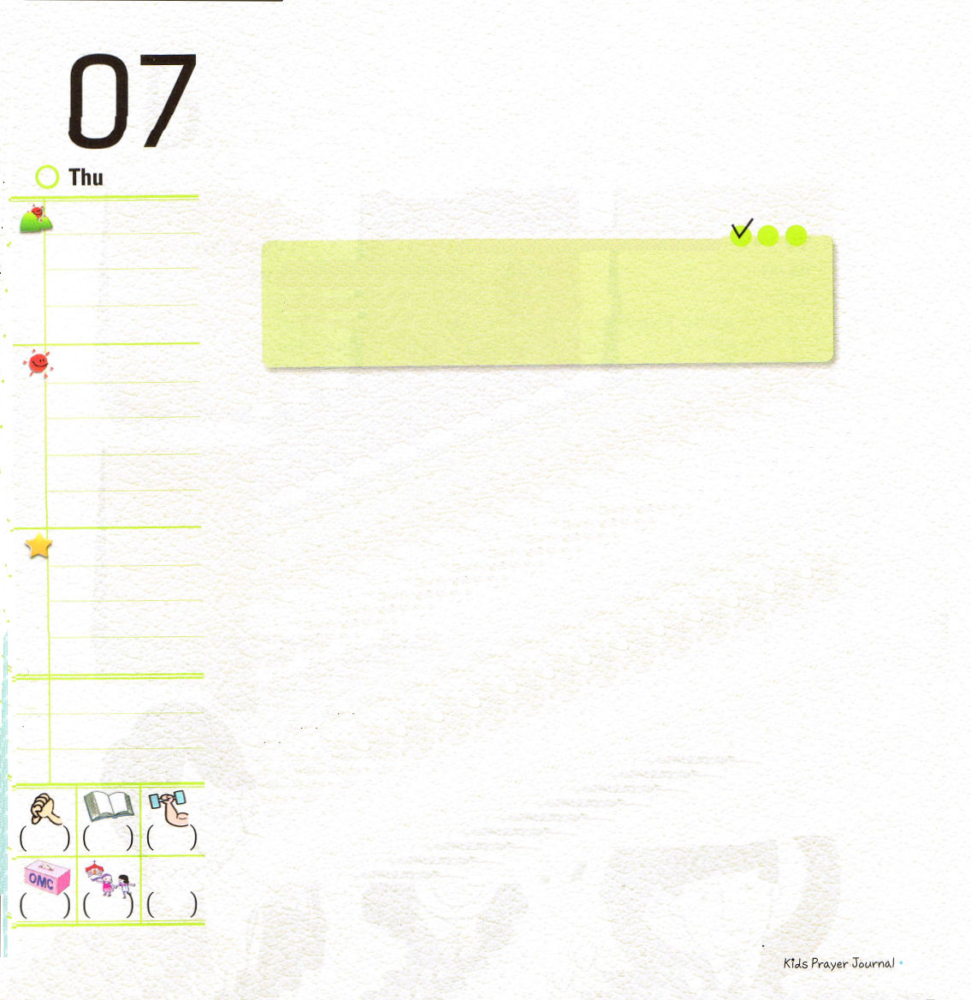 07
Thu
( ) ( ) ( )
OMC
( ) ( ) ( )
Kids Prayer Journal